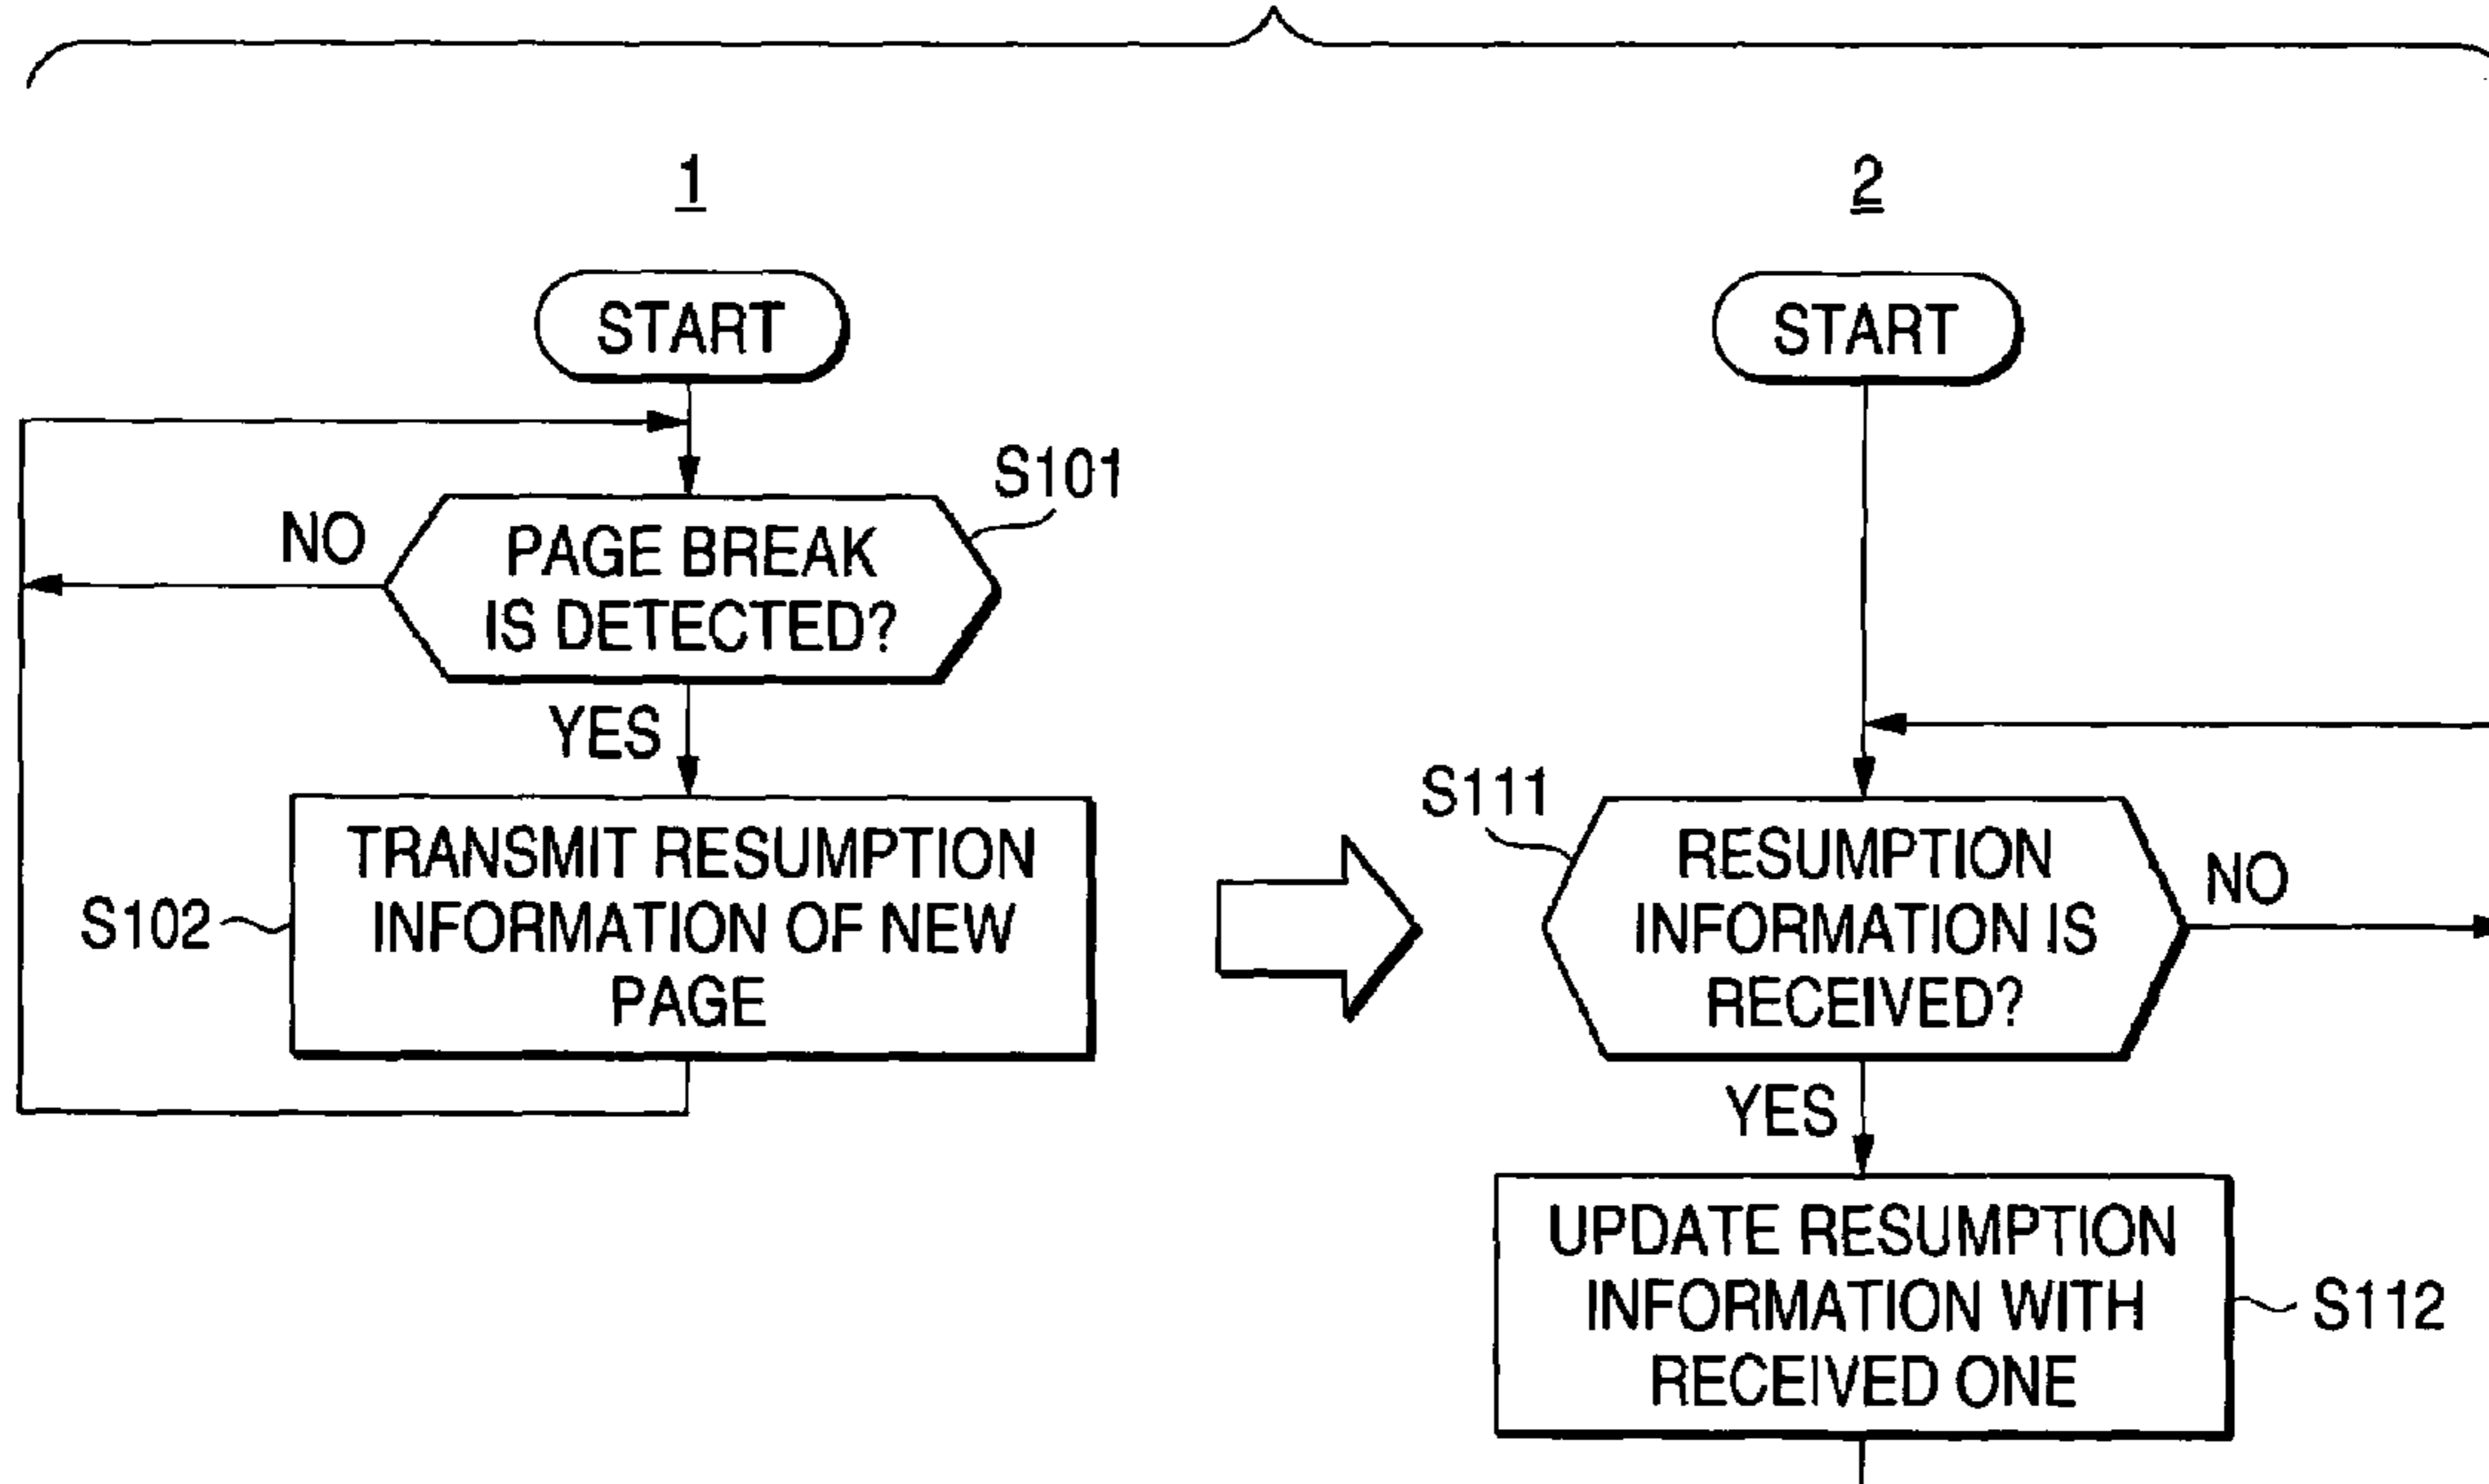 1
START
S101
NO
PAGE BREAK
IS DETECTED?
YES
S102
TRANSMIT RESUMPTION
INFORMATION OF NEW
PAGE
2
START
S111
RESUMPTION
INFORMATION IS
RECEIVED?
NO
YES
UPDATE RESUMPTION
INFORMATION WITH
RECEIVED ONE
S112